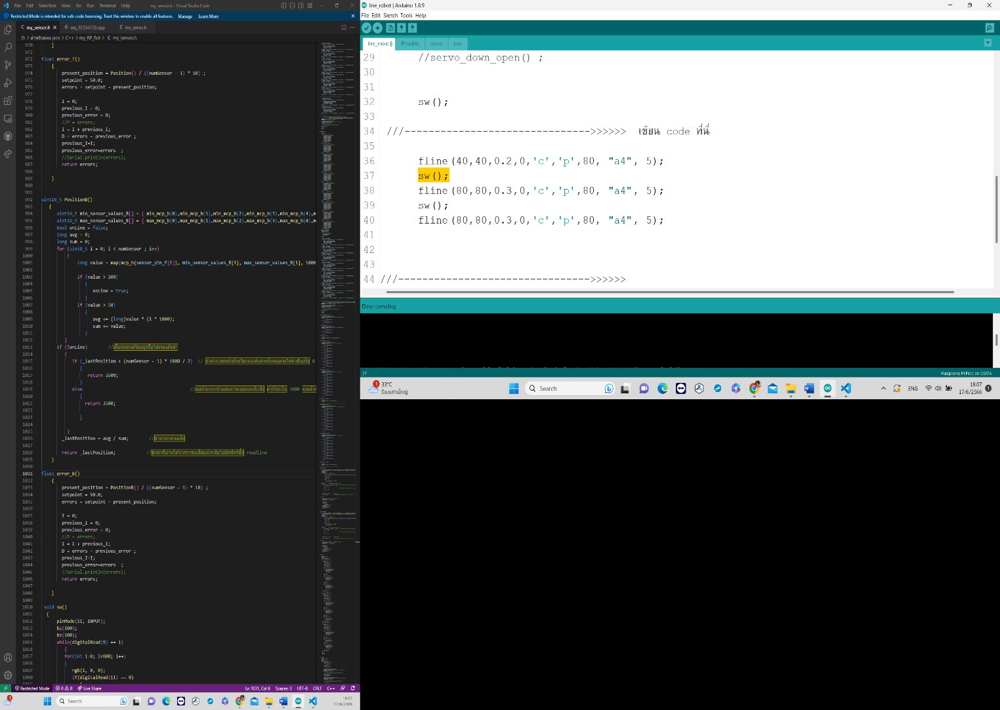 File Edit Selection View Go Run Terminal Help my_sensor.h - Visual Studio Code
Restricted Mode is intended for safe code browsing. Trust this window to enable all features. Manage Learn More
my_sensor.h my_TCS34725.cpp my_servo.h
D: > สำหรับสอน pico > C++ > my_RP_Bot > my_sensor.h
970 }
971
972 float error_f()
973 {
974 present_position = Position() / ((numSensor - 1) * 10) ;
975 setpoint = 50.0;
976 errors = setpoint - present_position;
977
978 I = 0;
979 previous_I = 0;
980 previous_error = 0;
981 //P = errors;
982 I = I + previous_I;
983 D = errors - previous_error ;
984 previous_I=I;
985 previous_error=errors ;
986 //Serial.println(errors);
987 return errors;
988
989 }
990
991
992 uint16_t PositionB()
993 {
994 uint16_t min_sensor_values_B[] = { min_mcp_b(0),min_mcp_b(1),min_mcp_b(2),min_mcp_b(3),min_mcp_b(4),m
995 uint16_t max_sensor_values_B[] = { max_mcp_b(0),max_mcp_b(1),max_mcp_b(2),max_mcp_b(3),max_mcp_b(4),m
996 bool onLine = false;
997 long avg = 0;
998 long sum = 0;
999 for (uint8_t i = 0; i < numSensor ; i++)
1000 {
1001 long value = map(mcp_b(sensor_pin_F[i]), min_sensor_values_B[i], max_sensor_values_B[i], 1000
1002
1003 if (value > 200)
1004 {
1005 onLine = true;
1006 }
1007 if (value > 50)
1008 {
1009 avg += (long)value * (i * 1000);
1010 sum += value;
1011 }
1012 }
1013 if (!onLine) //
1014 {
1015 if (_lastPosition < (numSensor - 1) * 1000 / 2) // 0
1016 {
1017 return 3500;
1018 }
1019 else // 1000
1020 {
1021 return 3500;
1022
1023 }
1024
1025 }
1026 _lastPosition = avg / sum; //
1027
1028 return _lastPosition; // readline
1029 }
1030
1031 float error_B()
1032 {
1033 present_position = PositionB() / ((numSensor - 1) * 10) ;
1034 setpoint = 50.0;
1035 errors = setpoint - present_position;
1036
1037 I = 0;
1038 previous_I = 0;
1039 previous_error = 0;
1040 //P = errors;
1041 I = I + previous_I;
1042 D = errors - previous_error ;
1043 previous_I=I;
1044 previous_error=errors ;
1045 //Serial.println(errors);
1046 return errors;
1047
1048 }
1049
1050 void sw()
1051 {
1052 pinMode(11, INPUT);
1053 bz(100);
1054 bz(100);
1055 while(digitalRead(9) == 1)
1056 {
1057 for(int i=0; i<600; i++)
1058 {
1059 rgb(1, 0, 0);
1060 if(digitalRead(11) == 0)
Restricted Mode 0 0 Live Share Ln 1031, Col 6 Spaces: 3 UTF-8 CRLF C++
Search 18:07
17/6/2566
line_robot | Arduino 1.8.9
File Edit Sketch Tools Help
line_robot § ReadMe servo test
29 //servo_down_open() ;
30
31
32 sw();
33
34 ///------------------------------->>>>>> เขียน code ที่นี่
35
36 fline(40,40,0.2,0,'c','p',80, "a4", 5);
37 sw();
38 fline(80,80,0.3,0,'c','p',80, "a4", 5);
39 sw();
40 fline(80,80,0.3,0,'c','p',80, "a4", 5);
41
42
43
44 ///-------------------------------->>>>>>
Done compiling.
37 Raspberry Pi Pico on COM4
33°C
มีเมฆส่วนใหญ่
Search
ENG
18:07
17/6/2566